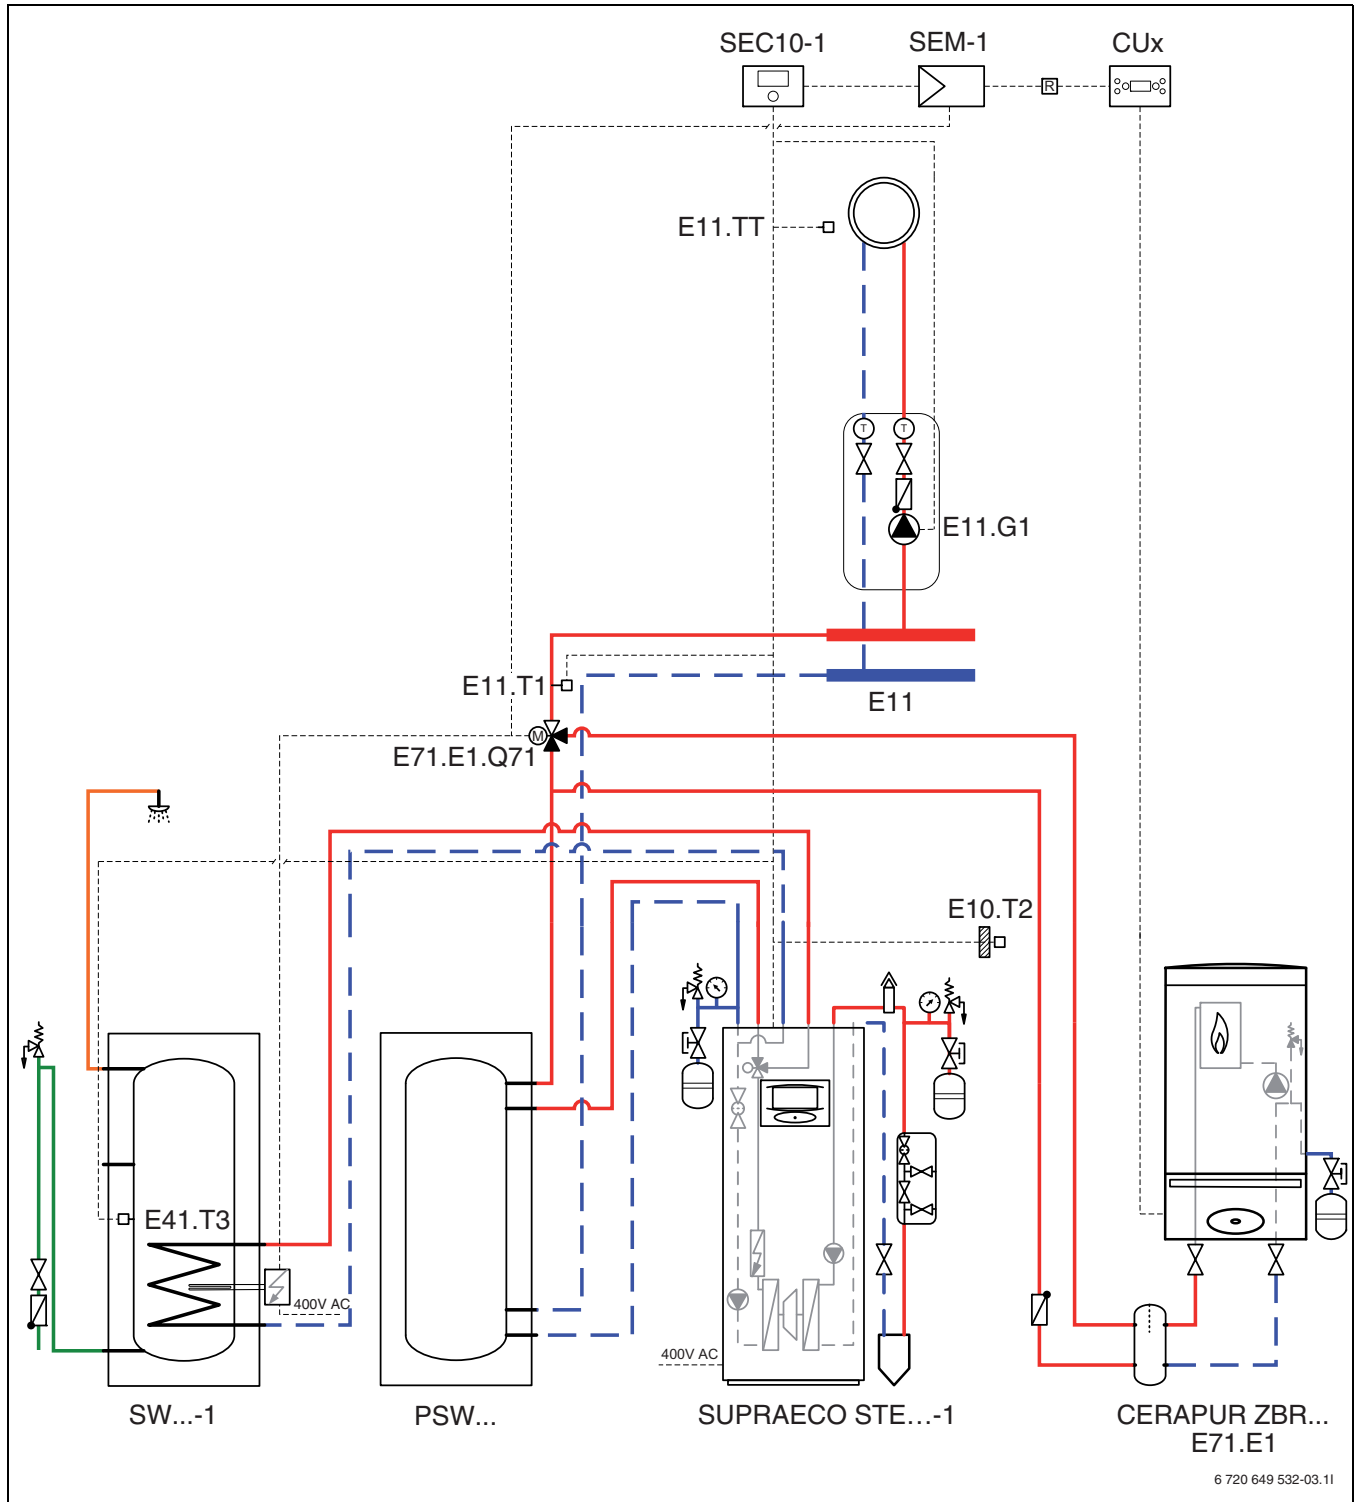 SEC10-1 SEM-1 CUx
R
E11.TT
T T
E11.G1
E11.T1
E11
M
E71.E1.Q71
E10.T2
E41.T3
400V AC
400V AC
SW...-1 PSW... SUPRAECO STE...-1 CERAPUR ZBR...
E71.E1
6 720 649 532-03.1I